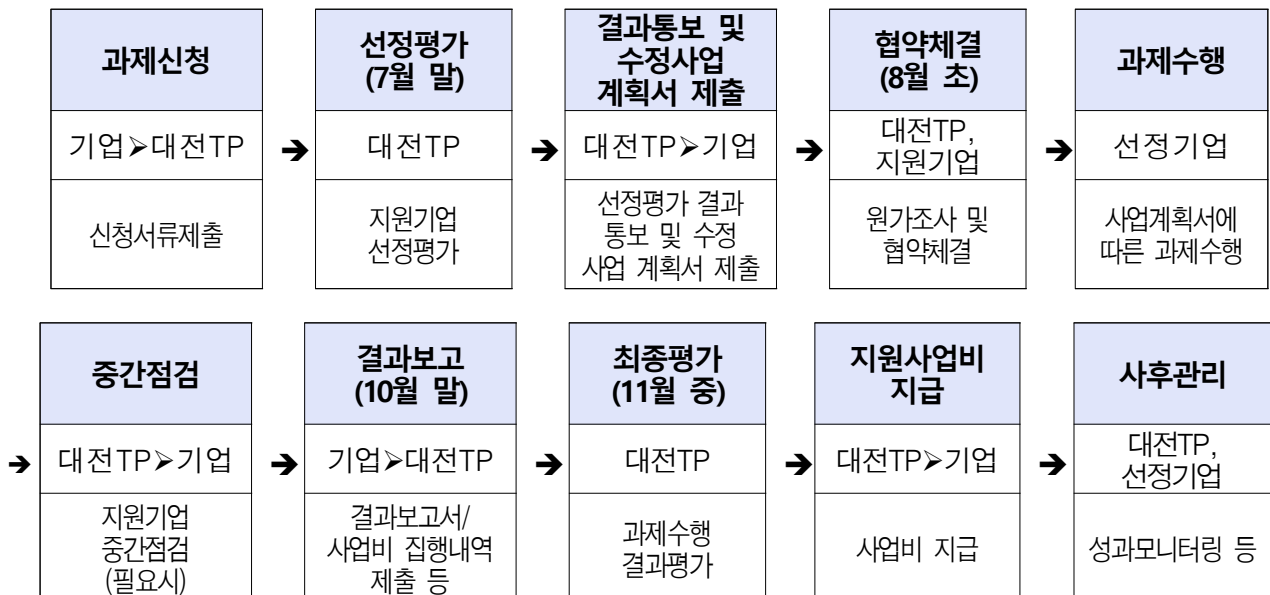 과제신청
기업➢대전TP
신청서류제출
➔
선정평가
(7월 말)
대전TP
지원기업
선정평가
➔
결과통보 및
수정사업
계획서 제출
대전TP➢기업
선정평가 결과
통보 및 수정
사업 계획서 제출
➔
협약체결
(8월 초)
대전TP,
지원기업
원가조사 및
협약체결
➔
과제수행
선정기업
사업계획서에
따른 과제수행
➔
중간점검
대전TP➢기업
지원기업
중간점검
(필요시)
➔
결과보고
(10월 말)
기업➢대전TP
결과보고서/
사업비 집행내역
제출 등
➔
최종평가
(11월 중)
대전TP
과제수행
결과평가
➔
지원사업비
지급
대전TP➢기업
사업비 지급
➔
사후관리
대전TP,
선정기업
성과모니터링 등